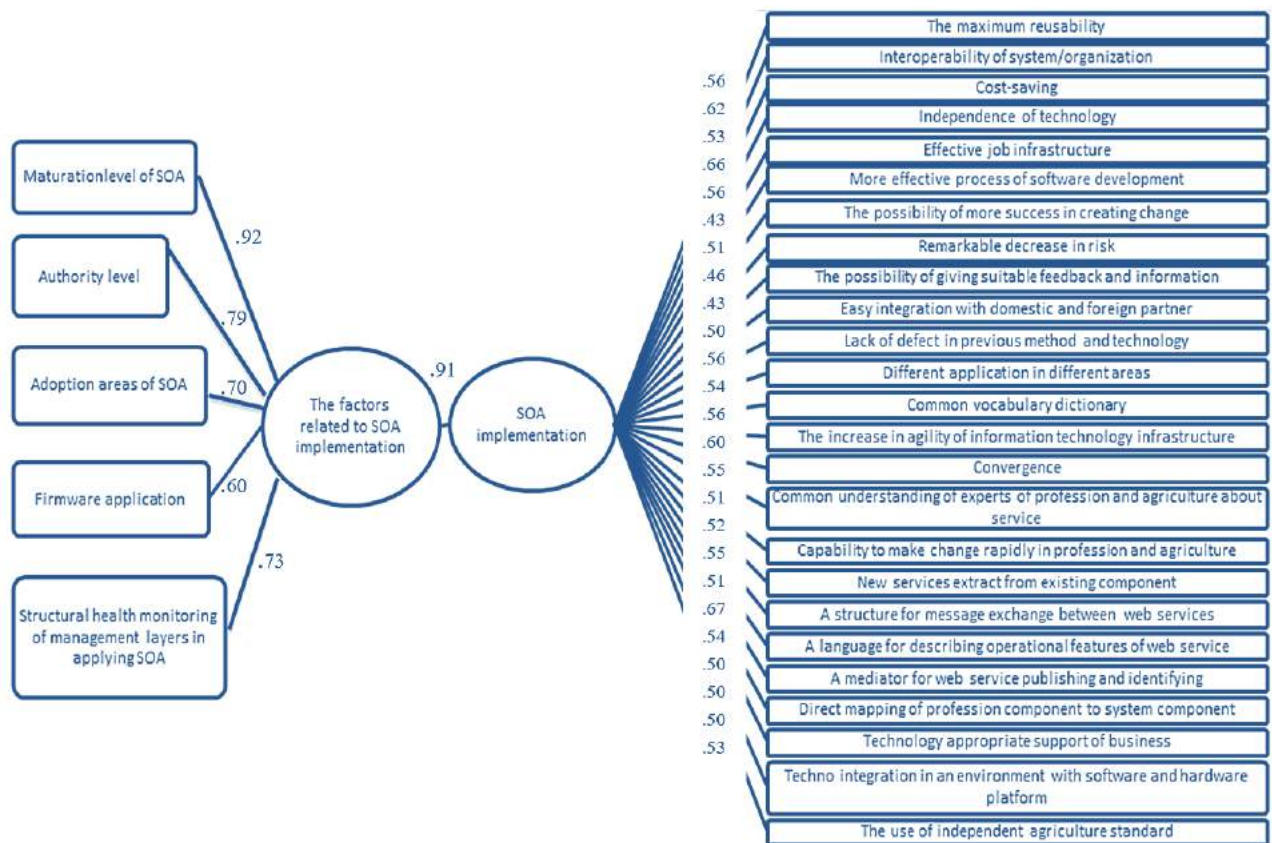 Maturationlevel of SOA
Authority level
Adoption areas of SOA
Firmware application
Structural health monitoring
of management layers in
applying SOA
.92
.79
.70
.60
.73
The factors
related to SOA
implementation
.91
SOA
implementation
.56
.62
.53
.66
.56
.43
.51
.46
.43
.50
.56
.54
.56
.60
.55
.51
.52
.55
.51
.67
.54
.50
.50
.50
.53
The maximum reusability
Interoperability of system/organization
Cost-saving
Independence of technology
Effective job infrastructure
More effective process of software development
The possibility of more success in creating change
Remarkable decrease in risk
The possibility of giving suitable feedback and information
Easy integration with domestic and foreign partner
Lack of defect in previous method and technology
Different application in different areas
Common vocabulary dictionary
The increase in agility of information technology infrastructure
Convergence
Common understanding of experts of profession and agriculture about
service
Capability to make change rapidly in profession and agriculture
New services extract from existing component
A structure for message exchange between web services
A language for describing operational features of web service
A mediator for web service publishing and identifying
Direct mapping of profession component to system component
Technology appropriate support of business
Techno integration in an environment with software and hardware
platform
The use of independent agriculture standard